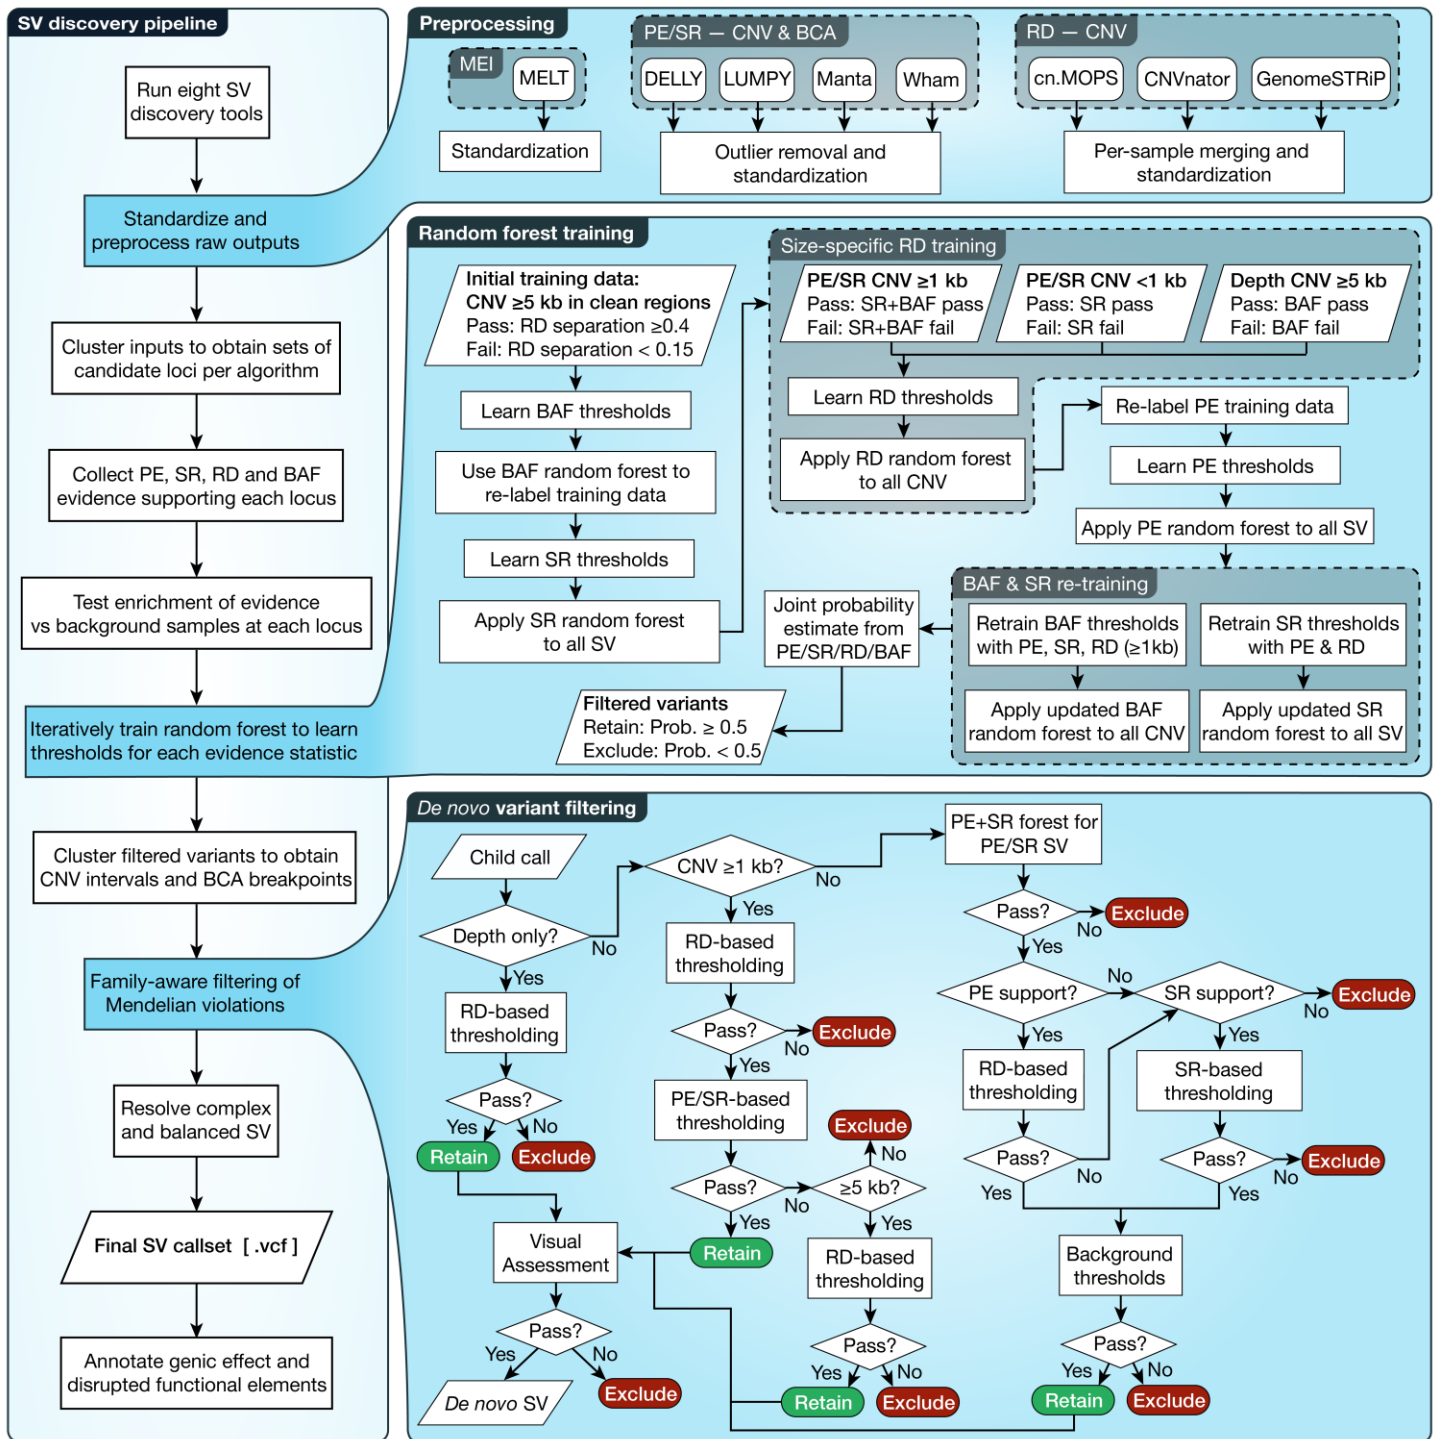 SV discovery pipeline
Run eight SV
discovery tools
Standardize and
preprocess raw outputs
Cluster inputs to obtain sets of
candidate loci per algorithm
Collect PE, SR, RD and BAF
evidence supporting each locus
Test enrichment of evidence
vs background samples at each locus
Iteratively train random forest to learn
thresholds for each evidence statistic
Cluster filtered variants to obtain
CNV intervals and BCA breakpoints
Family-aware filtering of
Mendelian violations
Resolve complex
and balanced SV
Final SV callset [ .vcf ]
Annotate genic effect and
disrupted functional elements
Preprocessing
MEI
MELT
Standardization
PE/SR — CNV & BCA
DELLY
LUMPY
Manta
Wham
Outlier removal and
standardization
RD — CNV
cn.MOPS
CNVnator
GenomeSTRiP
Per-sample merging and
standardization
Random forest training
Initial training data:
CNV ≥5 kb in clean regions
Pass: RD separation ≥0.4
Fail: RD separation < 0.15
Learn BAF thresholds
Use BAF random forest to
re-label training data
Learn SR thresholds
Apply SR random forest
to all SV
Size-specific RD training
PE/SR CNV ≥1 kb
Pass: SR+BAF pass
Fail: SR+BAF fail
PE/SR CNV <1 kb
Pass: SR pass
Fail: SR fail
Depth CNV ≥5 kb
Pass: BAF pass
Fail: BAF fail
Learn RD thresholds
Apply RD random forest
to all CNV
Re-label PE training data
Learn PE thresholds
Apply PE random forest to all SV
BAF & SR re-training
Retrain BAF thresholds
with PE, SR, RD (≥1kb)
Retrain SR thresholds
with PE & RD
Apply updated BAF
random forest to all CNV
Apply updated SR
random forest to all SV
Joint probability
estimate from
PE/SR/RD/BAF
Filtered variants
Retain: Prob. ≥ 0.5
Exclude: Prob. < 0.5
De novo variant filtering
Child call
Depth only?
No
Yes
RD-based
thresholding
Pass?
Yes
No
Retain
Exclude
Visual
Assessment
Pass?
Yes
No
De novo SV
Exclude
CNV ≥1 kb?
No
Yes
RD-based
thresholding
Pass?
No
Exclude
Yes
PE/SR-based
thresholding
Pass?
No
Yes
Retain
≥5 kb?
No
Exclude
Yes
RD-based
thresholding
Pass?
Yes
No
Retain
Exclude
PE+SR forest for
PE/SR SV
Pass?
No
Exclude
Yes
PE support?
No
Yes
RD-based
thresholding
Pass?
No
Yes
SR support?
No
Exclude
Yes
SR-based
thresholding
Pass?
No
Exclude
Yes
Background
thresholds
Pass?
Yes
No
Retain
Exclude